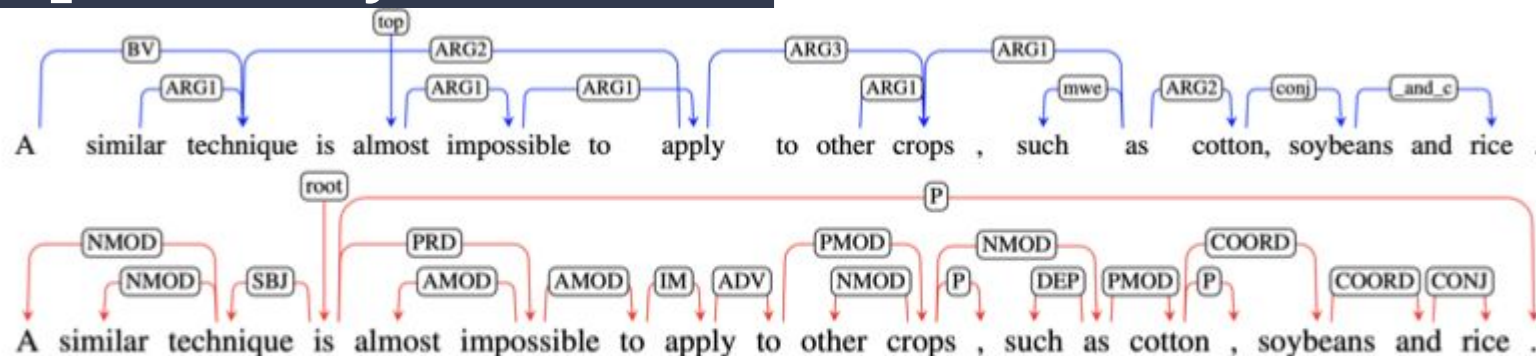 top
BV ARG2 ARG3 ARG1
ARG1 ARG1 ARG1 ARG1 mwe ARG2 conj _and_c
A similar technique is almost impossible to apply to other crops , such as cotton, soybeans and rice .
root P
NMOD PRD PMOD NMOD COORD
NMOD SBJ AMOD AMOD IM ADV NMOD P DEP PMOD P COORD CONJ
A similar technique is almost impossible to apply to other crops , such as cotton , soybeans and rice .